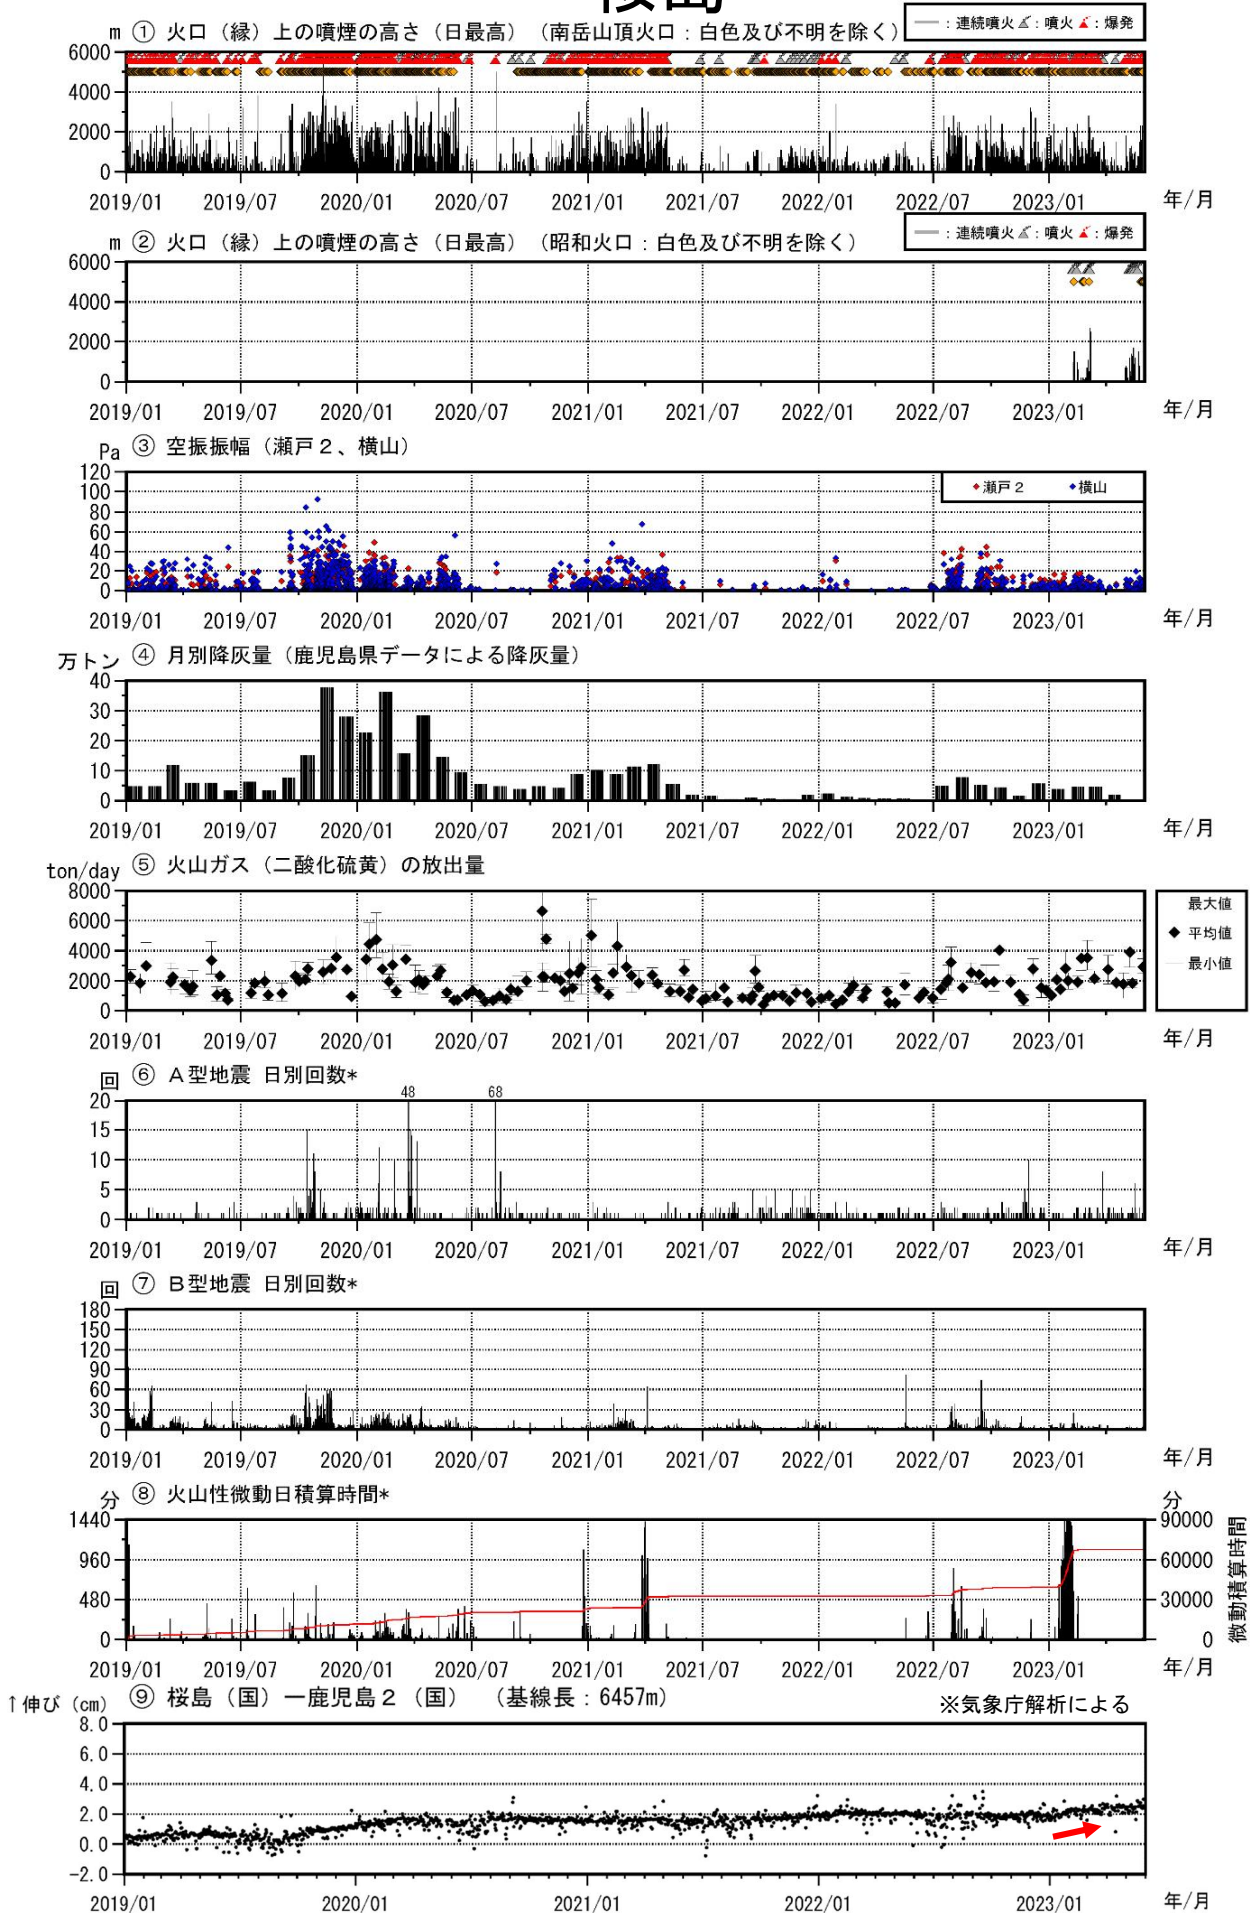 桜島
m ① 火口（縁）上の噴煙の高さ（日最高）（南岳山頂火口：白色及び不明を除く）
：連続噴火 ：噴火 ：爆発
6000
4000
2000
0
2019/01 2019/07 2020/01 2020/07 2021/01 2021/07 2022/01 2022/07 2023/01 年/月
m ② 火口（縁）上の噴煙の高さ（日最高）（昭和火口：白色及び不明を除く）
：連続噴火 ：噴火 ：爆発
6000
4000
2000
0
2019/01 2019/07 2020/01 2020/07 2021/01 2021/07 2022/01 2022/07 2023/01 年/月
Pa ③ 空振振幅（瀬戸２、横山）
瀬戸２ 横山
120
100
80
60
40
20
0
2019/01 2019/07 2020/01 2020/07 2021/01 2021/07 2022/01 2022/07 2023/01 年/月
万トン ④ 月別降灰量（鹿児島県データによる降灰量）
40
30
20
10
0
2019/01 2019/07 2020/01 2020/07 2021/01 2021/07 2022/01 2022/07 2023/01 年/月
ton/day ⑤ 火山ガス（二酸化硫黄）の放出量
8000
6000
4000
2000
0
最大値
平均値
最小値
2019/01 2019/07 2020/01 2020/07 2021/01 2021/07 2022/01 2022/07 2023/01 年/月
回 ⑥ Ａ型地震 日別回数*
48 68
20
15
10
5
0
2019/01 2019/07 2020/01 2020/07 2021/01 2021/07 2022/01 2022/07 2023/01 年/月
回 ⑦ Ｂ型地震 日別回数*
180
150
120
90
60
30
0
2019/01 2019/07 2020/01 2020/07 2021/01 2021/07 2022/01 2022/07 2023/01 年/月
分 ⑧ 火山性微動日積算時間* 分
1440 90000
960 60000
480 30000
0 0
微動積算時間
2019/01 2019/07 2020/01 2020/07 2021/01 2021/07 2022/01 2022/07 2023/01 年/月
↑伸び（cm） ⑨ 桜島（国）ー鹿児島２（国） （基線長：6457m） ※気象庁解析による
8.0
6.0
4.0
2.0
0.0
-2.0
2019/01 2020/01 2021/01 2022/01 2023/01 年/月